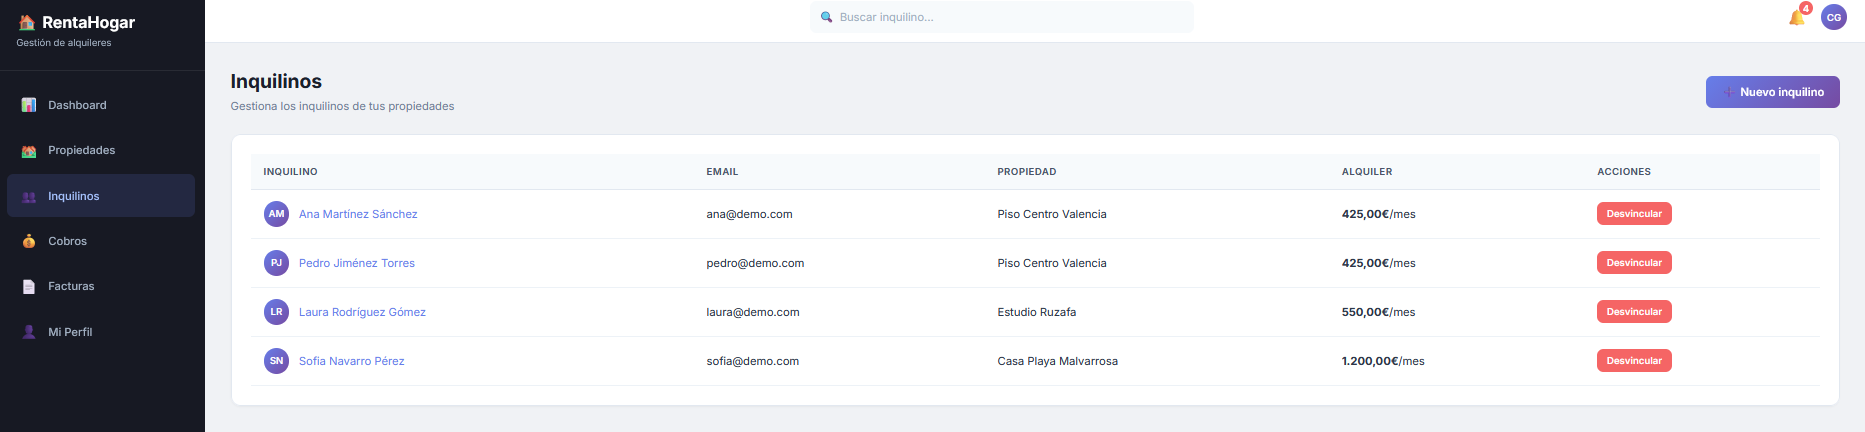 RentaHogar
Gestión de alquileres
Buscar inquilino...
4
CG
Dashboard
Propiedades
Inquilinos
Cobros
Facturas
Mi Perfil
Inquilinos
Gestiona los inquilinos de tus propiedades
Nuevo inquilino
INQUILINO EMAIL PROPIEDAD ALQUILER ACCIONES
AM Ana Martínez Sánchez ana@demo.com Piso Centro Valencia 425,00€/mes Desvincular
PJ Pedro Jiménez Torres pedro@demo.com Piso Centro Valencia 425,00€/mes Desvincular
LR Laura Rodríguez Gómez laura@demo.com Estudio Ruzafa 550,00€/mes Desvincular
SN Sofia Navarro Pérez sofia@demo.com Casa Playa Malvarrosa 1.200,00€/mes Desvincular